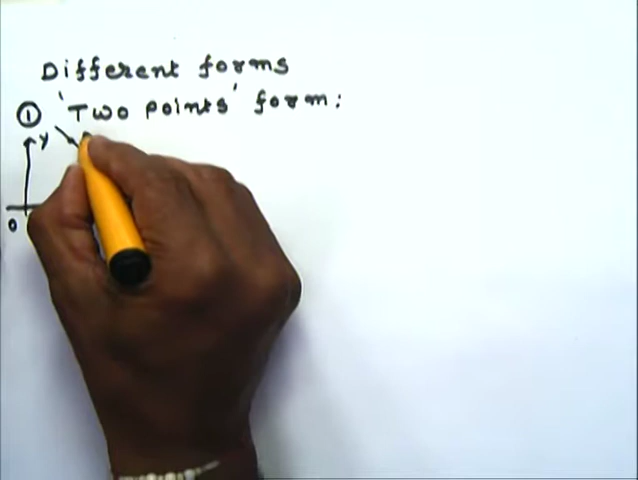 Different forms
① 'Two points' form:
y
0